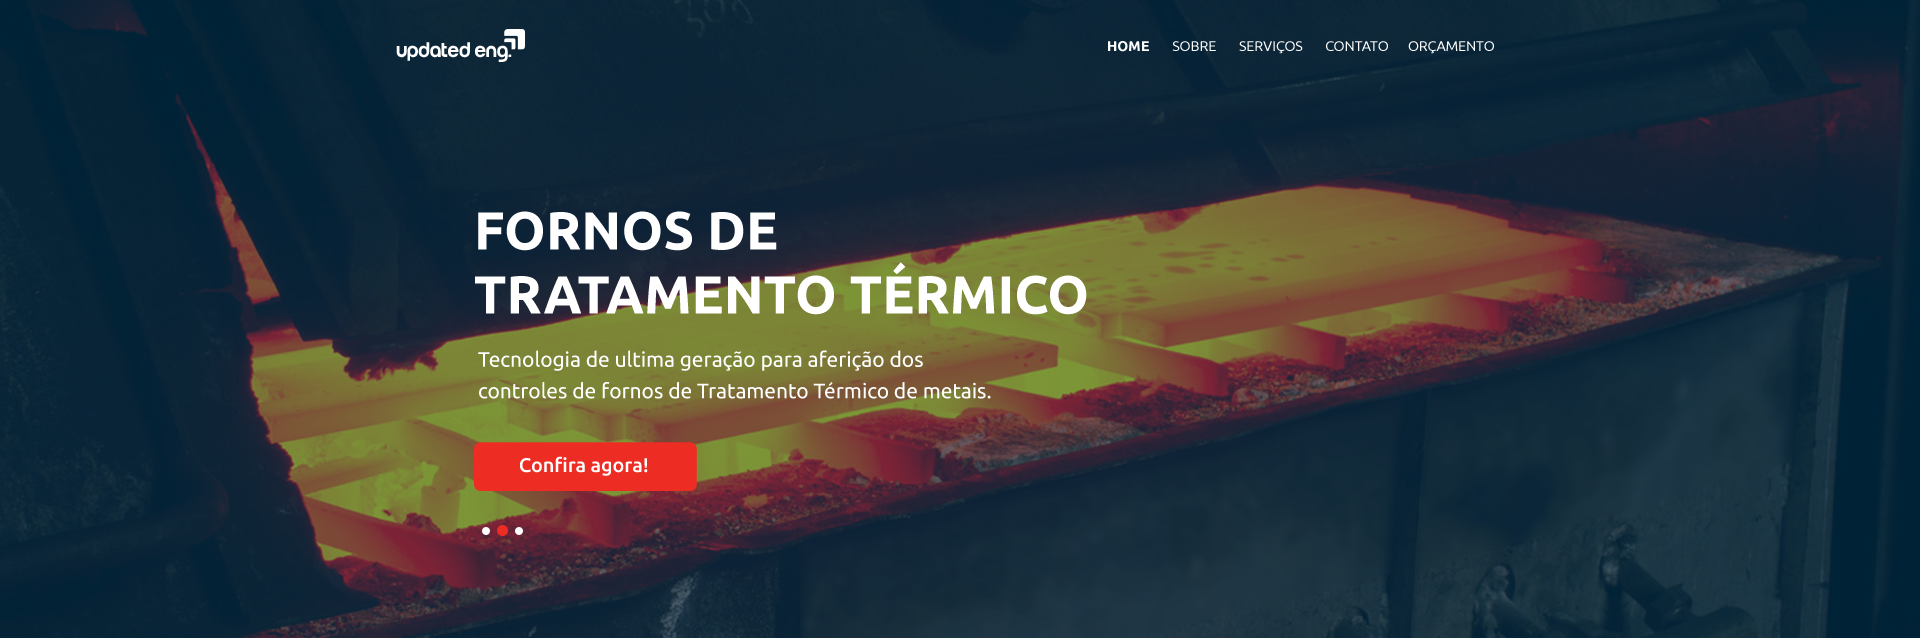 updated eng.
HOME SOBRE SERVIÇOS CONTATO ORÇAMENTO
FORNOS DE
TRATAMENTO TÉRMICO
Tecnologia de ultima geração para aferição dos
controles de fornos de Tratamento Térmico de metais.
Confira agora!